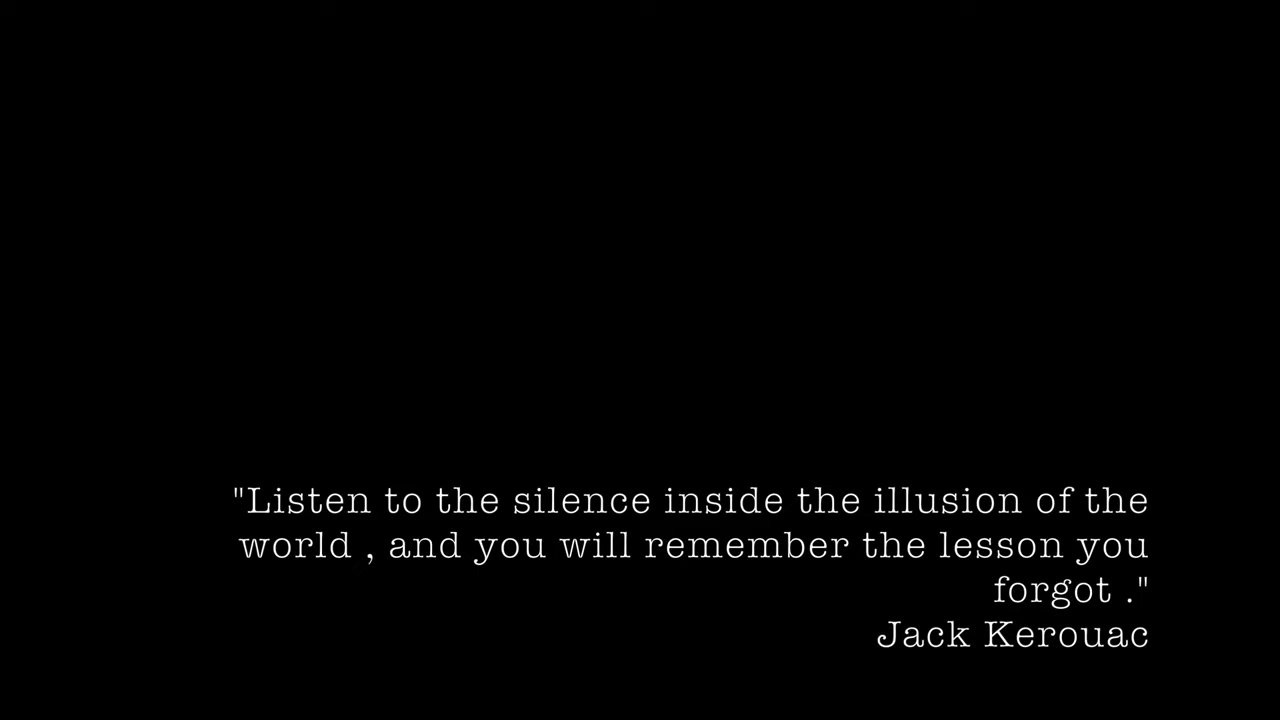 "Listen to the silence inside the illusion of the
world , and you will remember the lesson you
forgot ."
Jack Kerouac